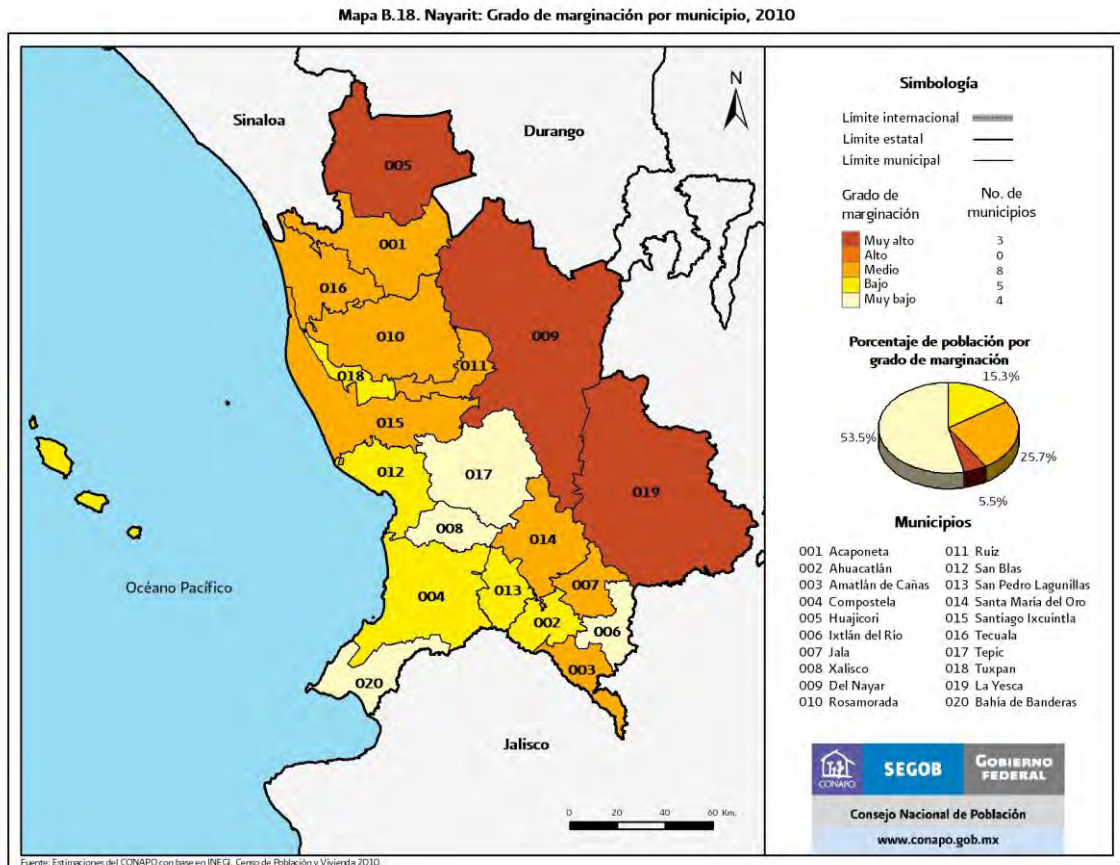 Mapa B.18. Nayarit: Grado de marginación por municipio, 2010
Sinaloa
Durango
N
005
001
016
010
009
011
018
015
012
017
019
008
014
004
013
007
002
006
003
020
Océano Pacífico
Jalisco
0 20 40 60 Km.
Simbología
Límite internacional
Límite estatal
Límite municipal
Grado de marginación
No. de municipios
Muy alto 3
Alto 0
Medio 8
Bajo 5
Muy bajo 4
Porcentaje de población por
grado de marginación
15.3%
53.5%
25.7%
5.5%
Municipios
001 Acaponeta
002 Ahuacatlán
003 Amatlán de Cañas
004 Compostela
005 Huajicori
006 Ixtlán del Río
007 Jala
008 Xalisco
009 Del Nayar
010 Rosamorada
011 Ruiz
012 San Blas
013 San Pedro Lagunillas
014 Santa María del Oro
015 Santiago Ixcuintla
016 Tecuala
017 Tepic
018 Tuxpan
019 La Yesca
020 Bahía de Banderas
CONAPO
SEGOB
GOBIERNO
FEDERAL
Consejo Nacional de Población
www.conapo.gob.mx
Fuente: Estimaciones del CONAPO con base en INEGI, Censo de Población y Vivienda 2010.